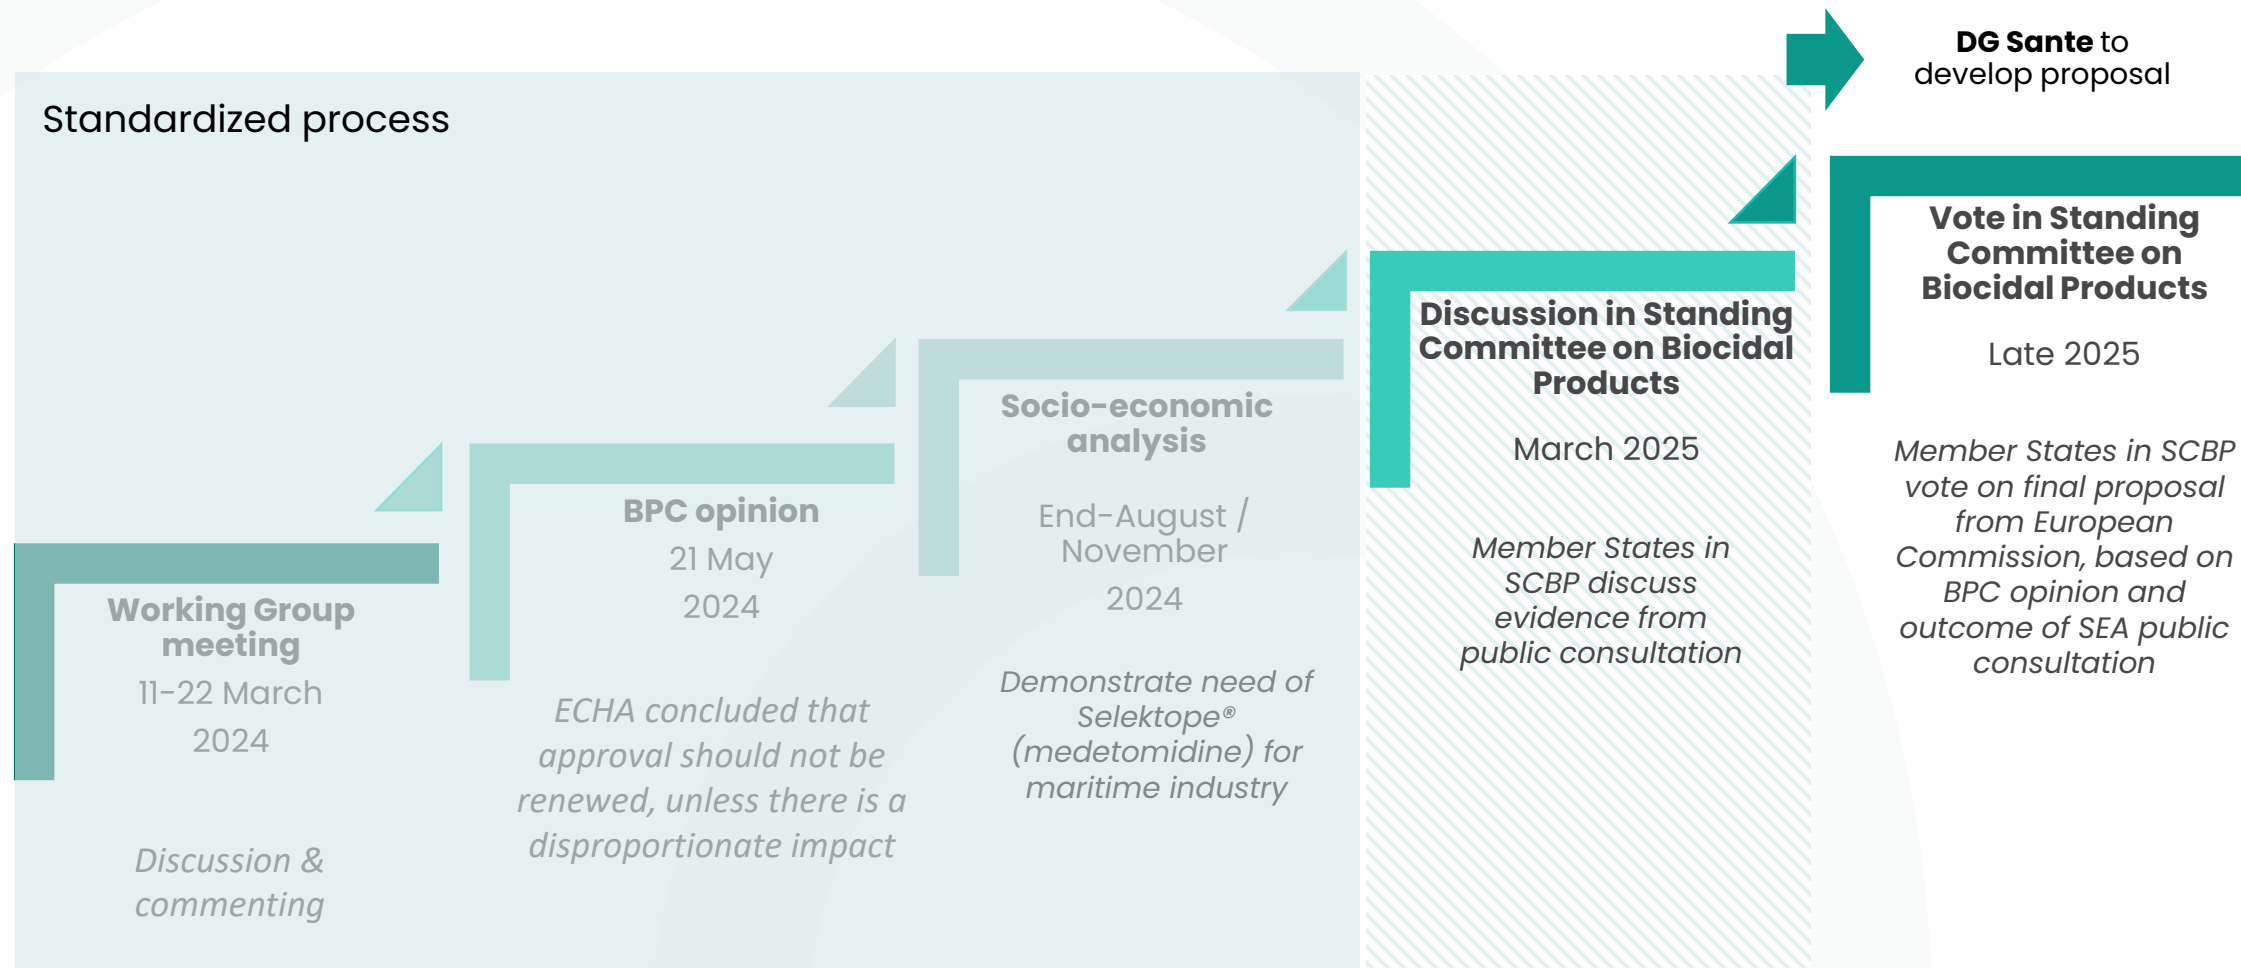 Standardized process
Working Group
meeting
11-22 March
2024
Discussion &
commenting
BPC opinion
21 May
2024
ECHA concluded that
approval should not be
renewed, unless there is a
disproportionate impact
Socio-economic
analysis
End-August /
November
2024
Demonstrate need of
Selektope®
(medetomidine) for
maritime industry
Discussion in Standing
Committee on Biocidal
Products
March 2025
Member States in
SCBP discuss
evidence from
public consultation
DG Sante to
develop proposal
Vote in Standing
Committee on
Biocidal Products
Late 2025
Member States in SCBP
vote on final proposal
from European
Commission, based on
BPC opinion and
outcome of SEA public
consultation